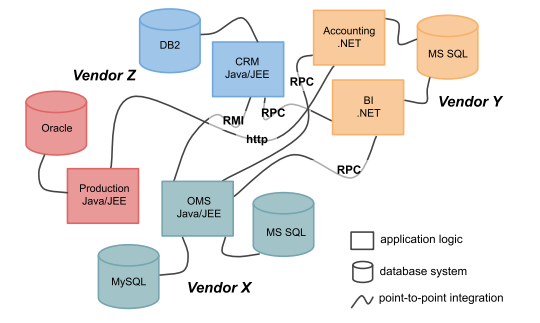 DB2
CRM
Java/JEE
Accounting
.NET
MS SQL
Vendor Z
RPC
BI
.NET
Vendor Y
Oracle
RMI
RPC
http
RPC
Production
Java/JEE
OMS
Java/JEE
MS SQL
application logic
MySQL
database system
Vendor X
point-to-point integration